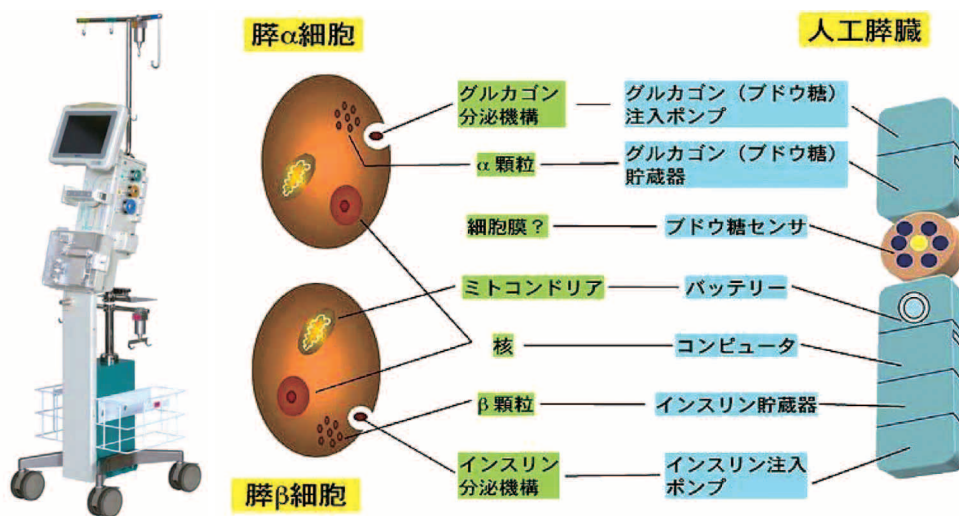 膵α細胞
人工膵臓
グルカゴン
分泌機構
グルカゴン（ブドウ糖）
注入ポンプ
α顆粒
グルカゴン（ブドウ糖）
貯蔵器
細胞膜？
ブドウ糖センサ
ミトコンドリア
バッテリー
核
コンピュータ
β顆粒
インスリン貯蔵器
インスリン
分泌機構
インスリン注入
ポンプ
膵β細胞